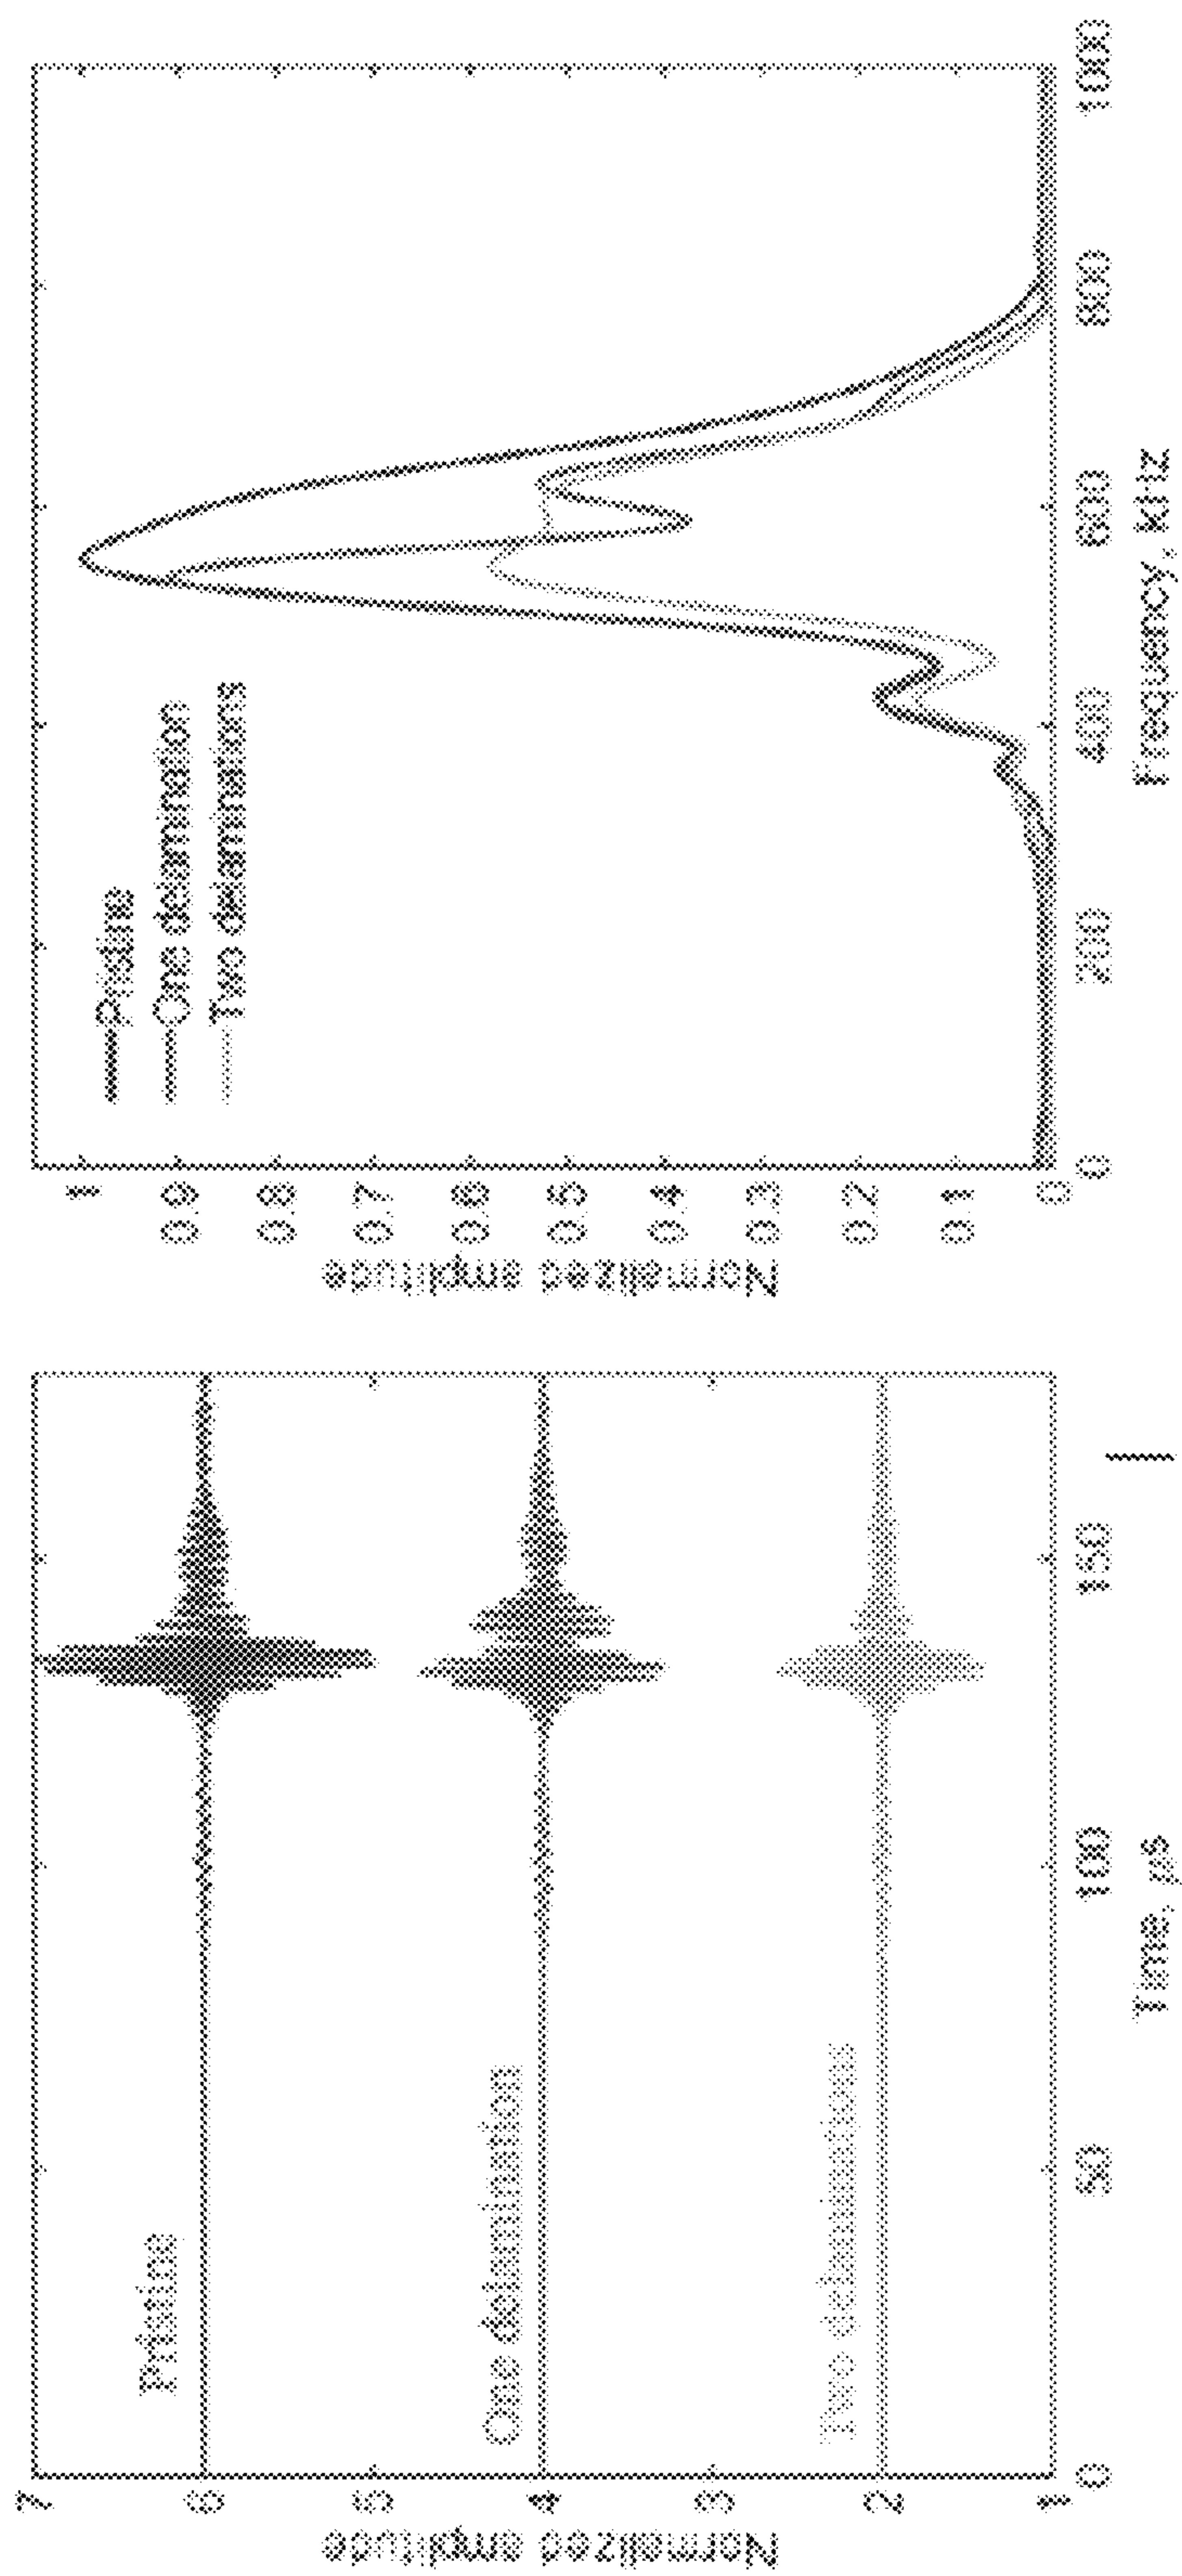 Normalized amplitude
7
6
5
4
3
2
1
Pristine
One delamination
Two delaminations
0
50
100
150
Time, µs
Normalized amplitude
1
0.9
0.8
0.7
0.6
0.5
0.4
0.3
0.2
0.1
0
Pristine
One delamination
Two delaminations
0
200
400
600
800
1000
Frequency, kHz